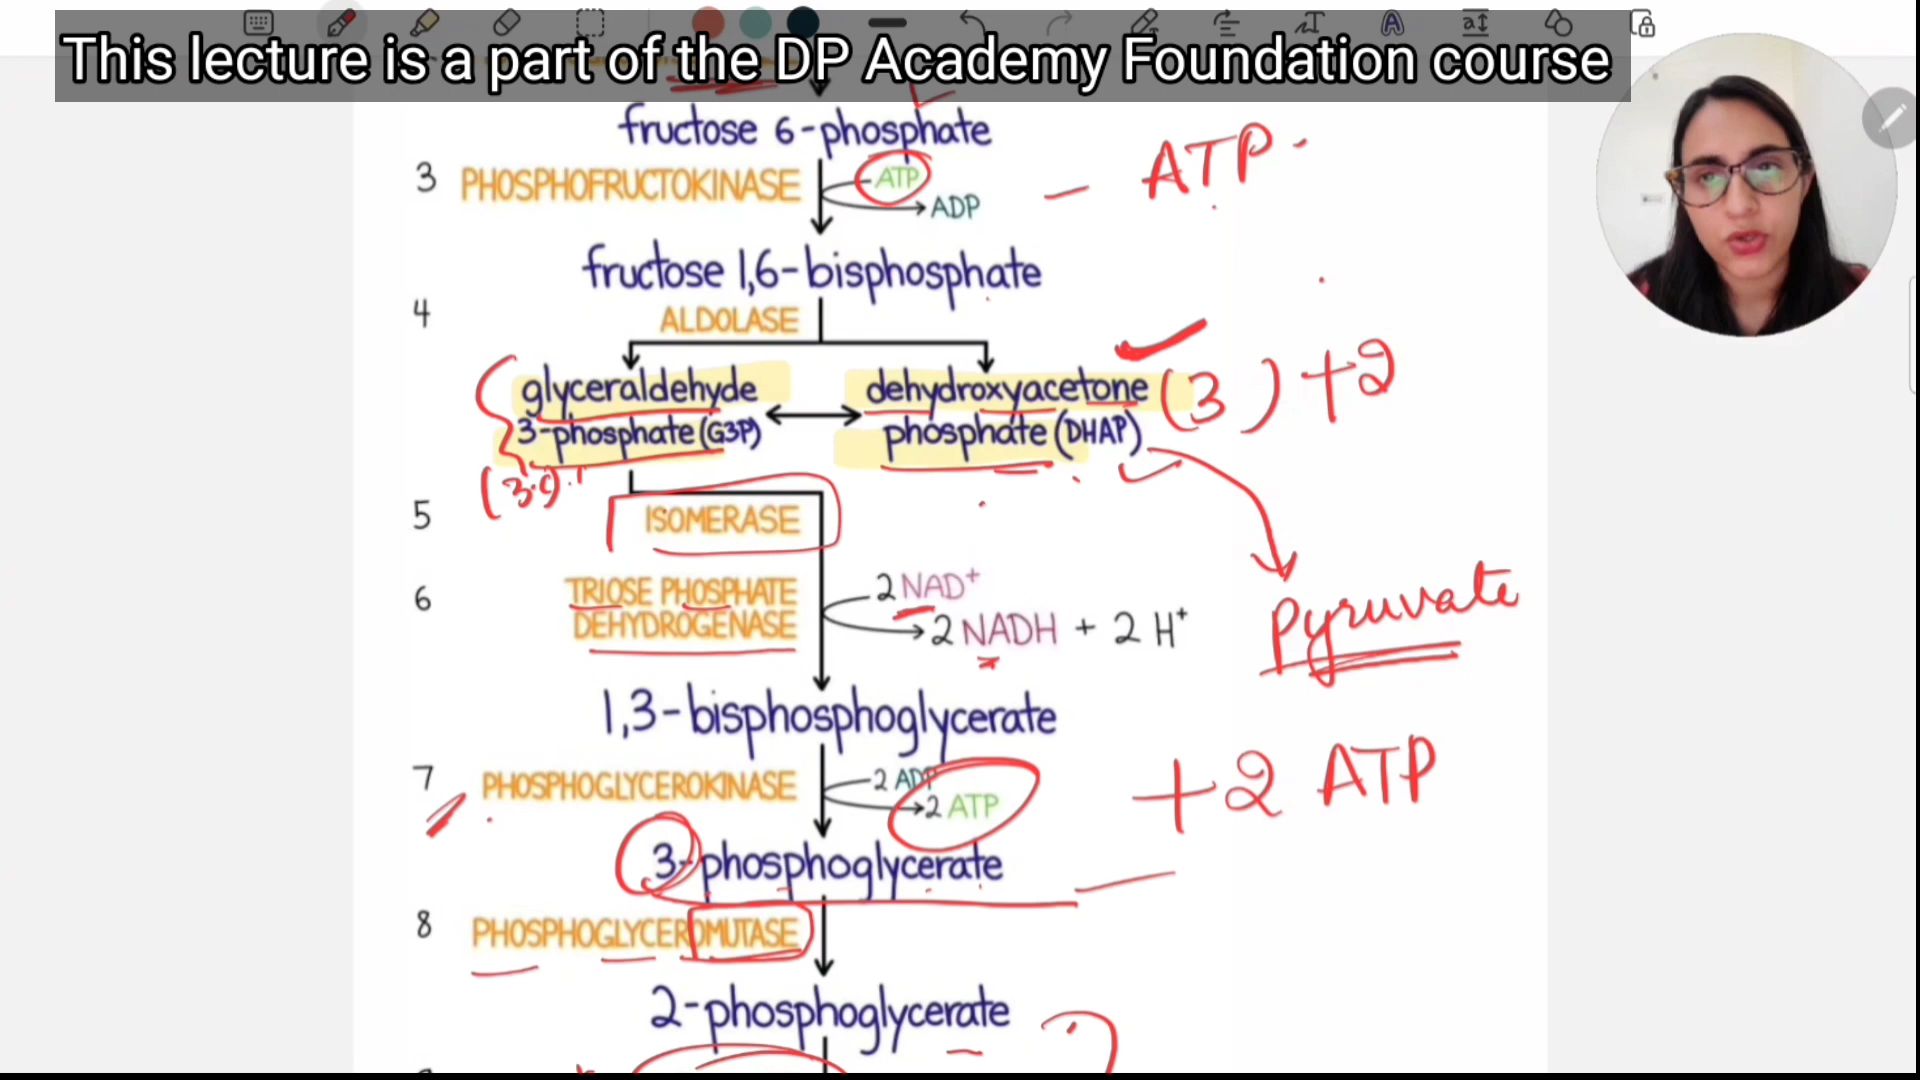 This lecture is a part of the DP Academy Foundation course
fructose 6-phosphate
3 PHOSPHOFRUCTOKINASE ATP
ADP
- ATP
fructose 1,6-bisphosphate
4 ALDOLASE
glyceraldehyde
3-phosphate (G3P)
dehydroxyacetone
phosphate (DHAP)
(3) +2
(3.c)
5 ISOMERASE
6 TRIOSE PHOSPHATE
DEHYDROGENASE
2 NAD+
2 NADH + 2 H+
Pyruvate
1,3-bisphosphoglycerate
7 PHOSPHOGLYCEROKINASE 2 ADP
2 ATP
+2 ATP
3-phosphoglycerate
8 PHOSPHOGLYCEROMUTASE
2-phosphoglycerate